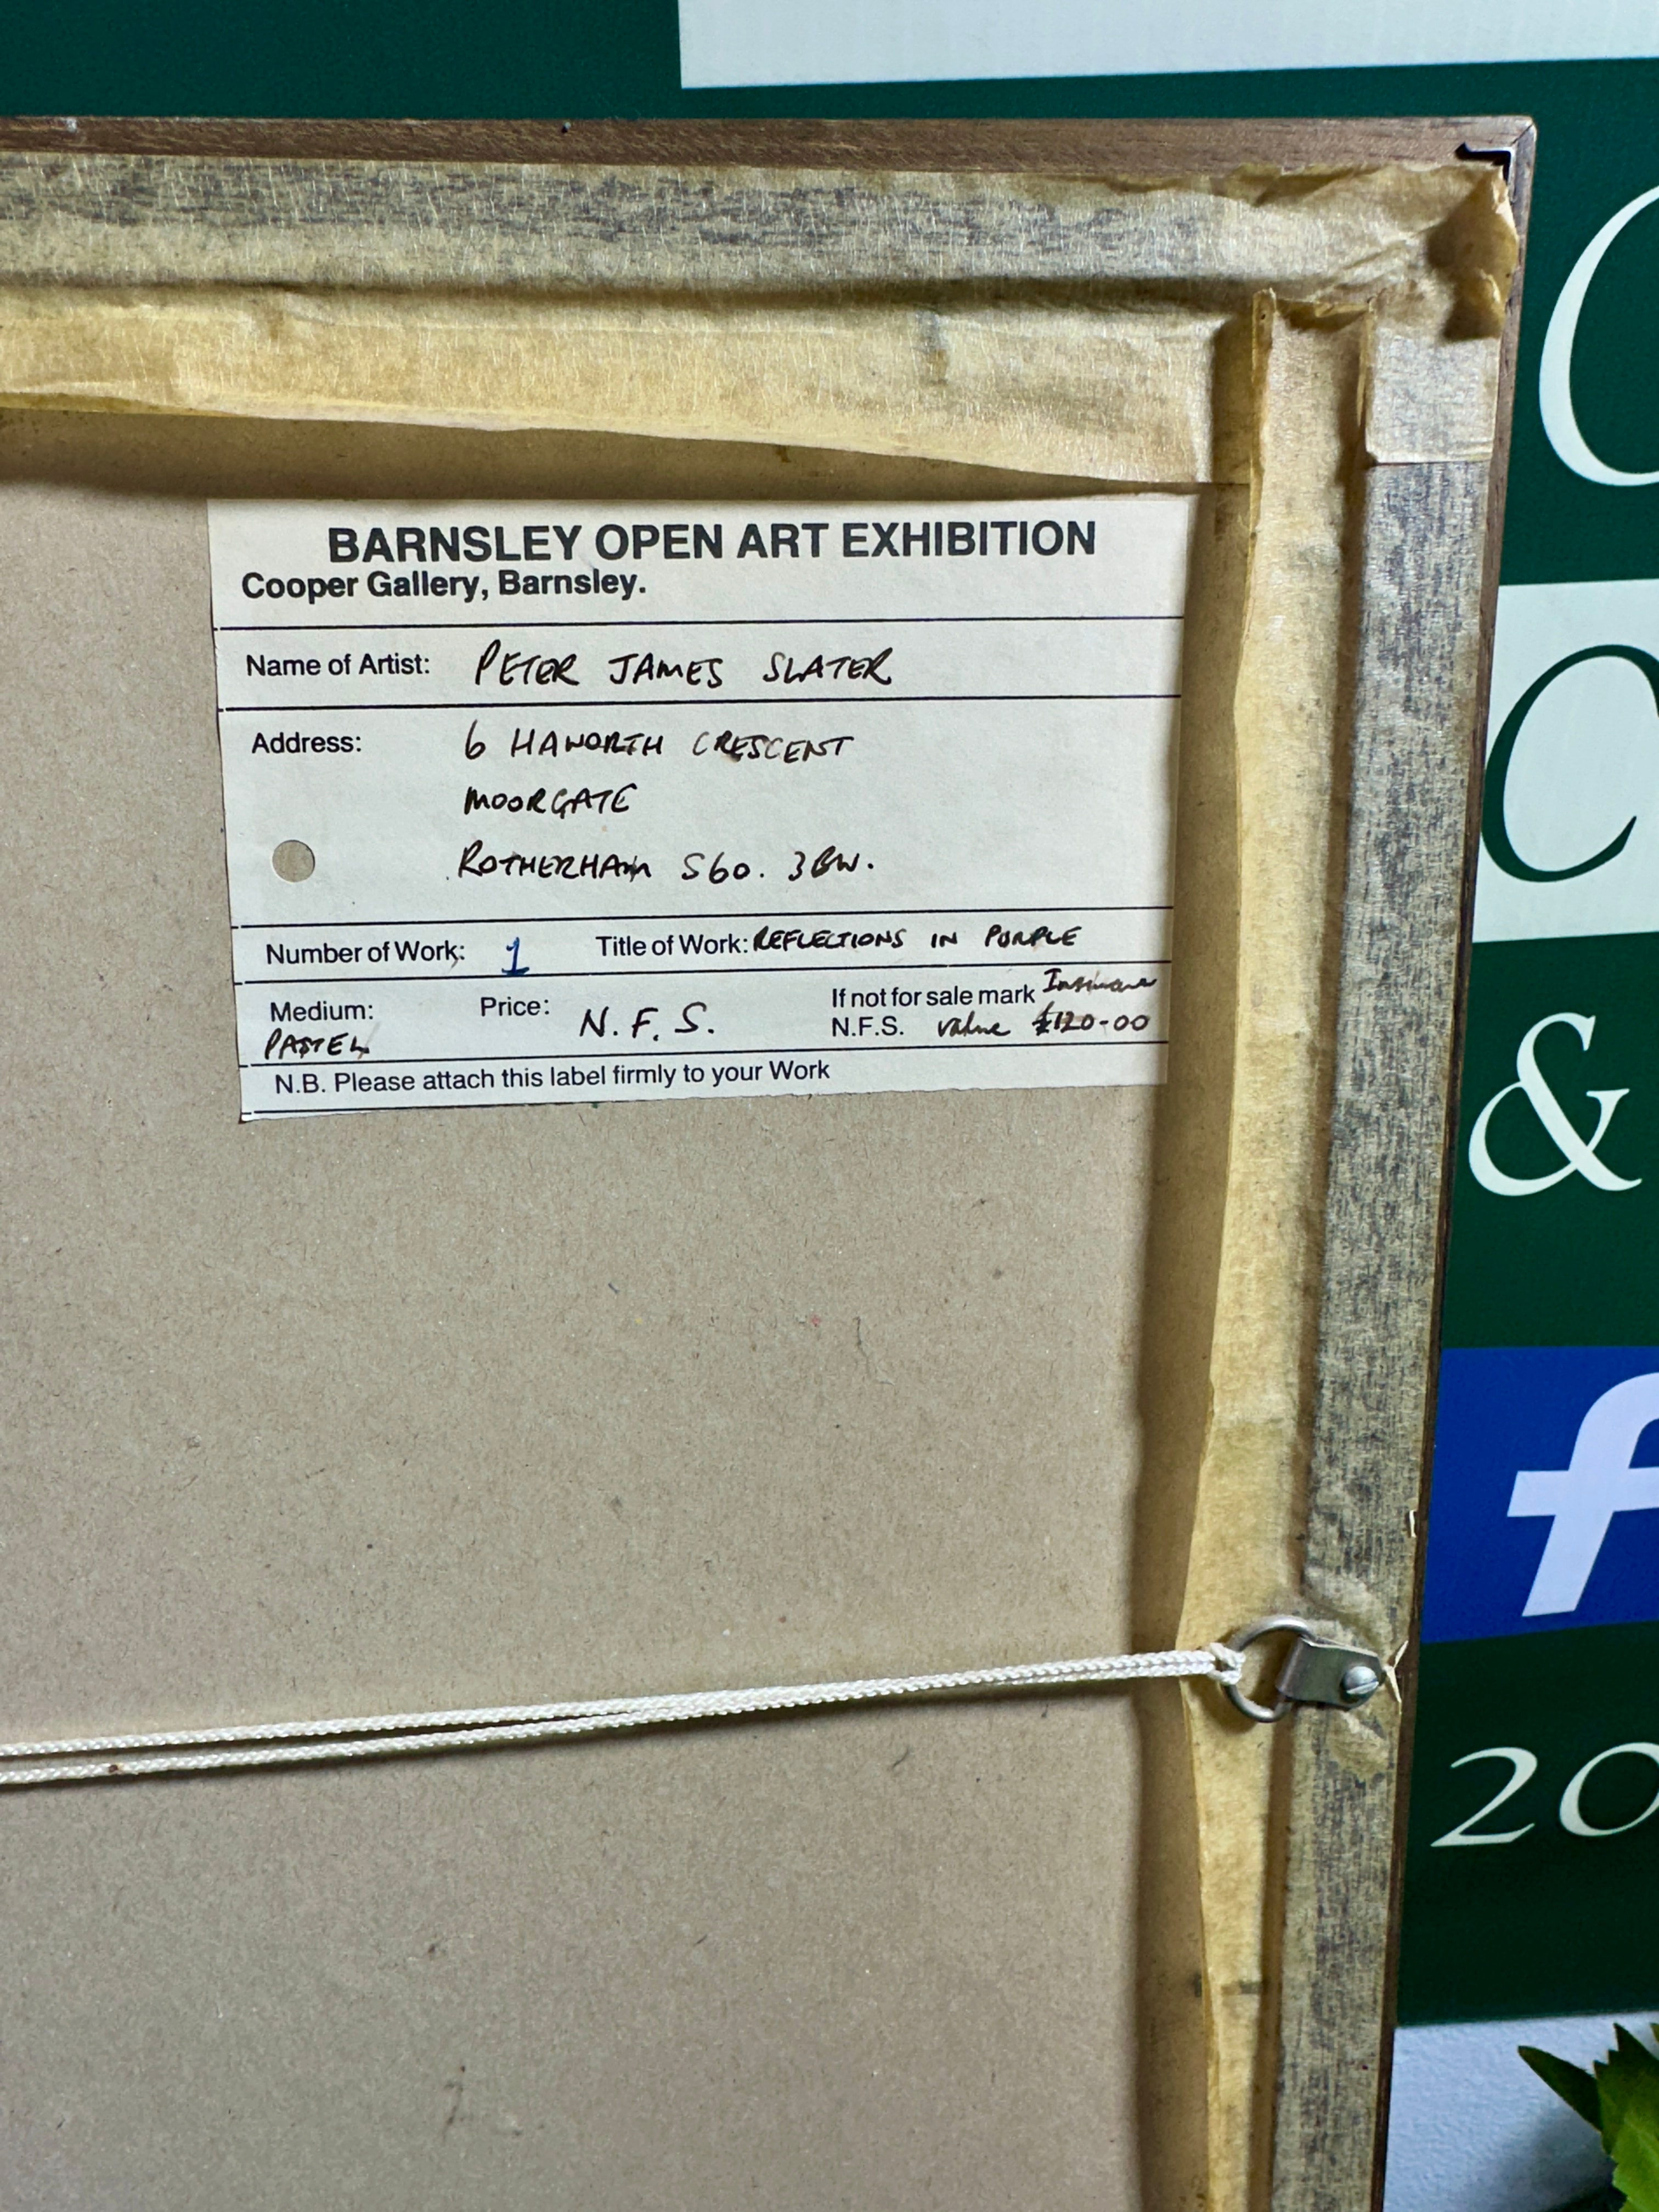 BARNSLEY OPEN ART EXHIBITION
Cooper Gallery, Barnsley.
Name of Artist: PETER JAMES SLATER
Address: 6 HAWORTH CRESCENT
MOORGATE
ROTHERHAM S60. 3BW.
Number of Work: 1 Title of Work: REFLECTIONS IN PURPLE
Medium: PASTEL Price: N.F.S. If not for sale mark N.F.S. Insurance value £120-00
N.B. Please attach this label firmly to your Work
&
f
20